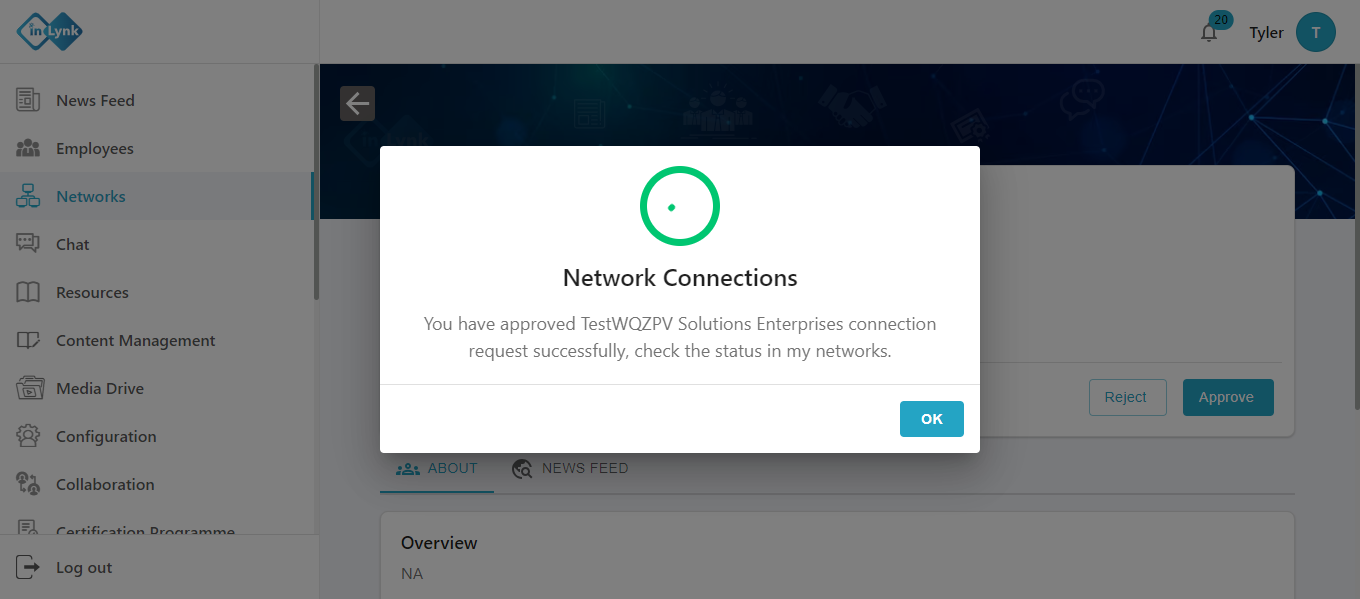 inLynk
20
Tyler
T
News Feed
Employees
Networks
Chat
Resources
Content Management
Media Drive
Configuration
Collaboration
Certification Programme
Log out
Network Connections
You have approved TestWQZPV Solutions Enterprises connection
request successfully, check the status in my networks.
OK
Reject
Approve
ABOUT
NEWS FEED
Overview
NA